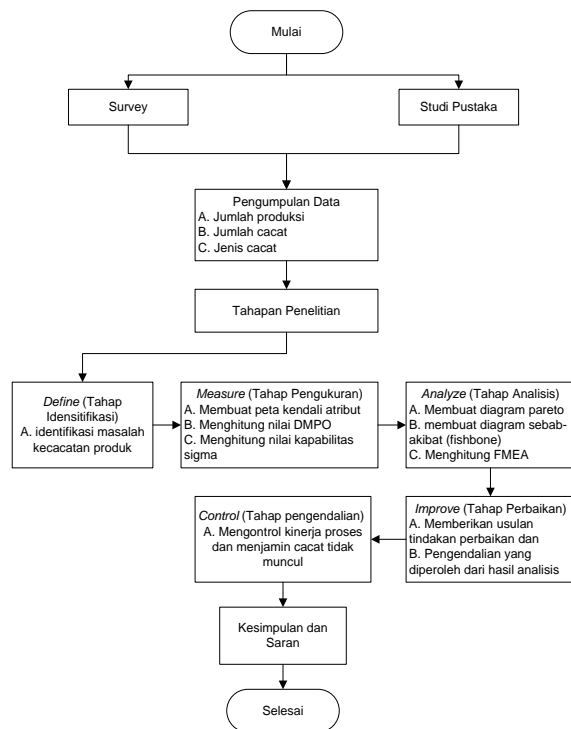 Mulai
Survey
Studi Pustaka
Pengumpulan Data
A. Jumlah produksi
B. Jumlah cacat
C. Jenis cacat
Tahapan Penelitian
Define (Tahap
Idensitifikasi)
A. identifikasi masalah
kecacatan produk
Measure (Tahap Pengukuran)
A. Membuat peta kendali atribut
B. Menghitung nilai DMPO
C. Menghitung nilai kapabilitas
sigma
Analyze (Tahap Analisis)
A. Membuat diagram pareto
B. membuat diagram sebab-
akibat (fishbone)
C. Menghitung FMEA
Improve (Tahap Perbaikan)
A. Memberikan usulan
tindakan perbaikan dan
B. Pengendalian yang
diperoleh dari hasil analisis
Control (Tahap pengendalian)
A. Mengontrol kinerja proses
dan menjamin cacat tidak
muncul
Kesimpulan dan
Saran
Selesai